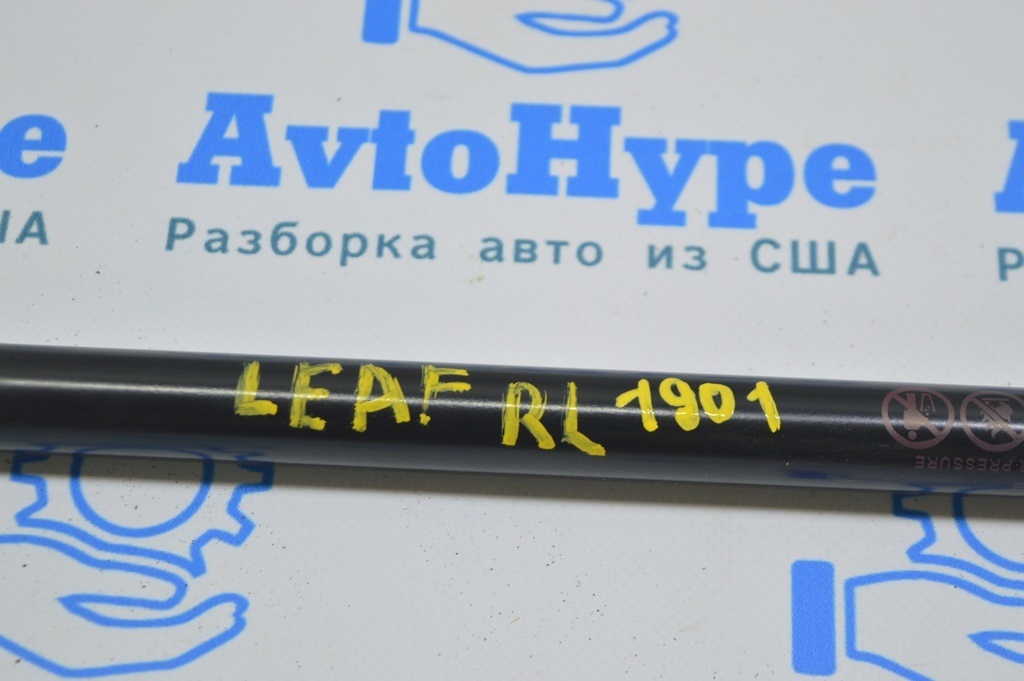 AvtoHype
Разборка авто из США
LEAF RL 1901
PRESSURE